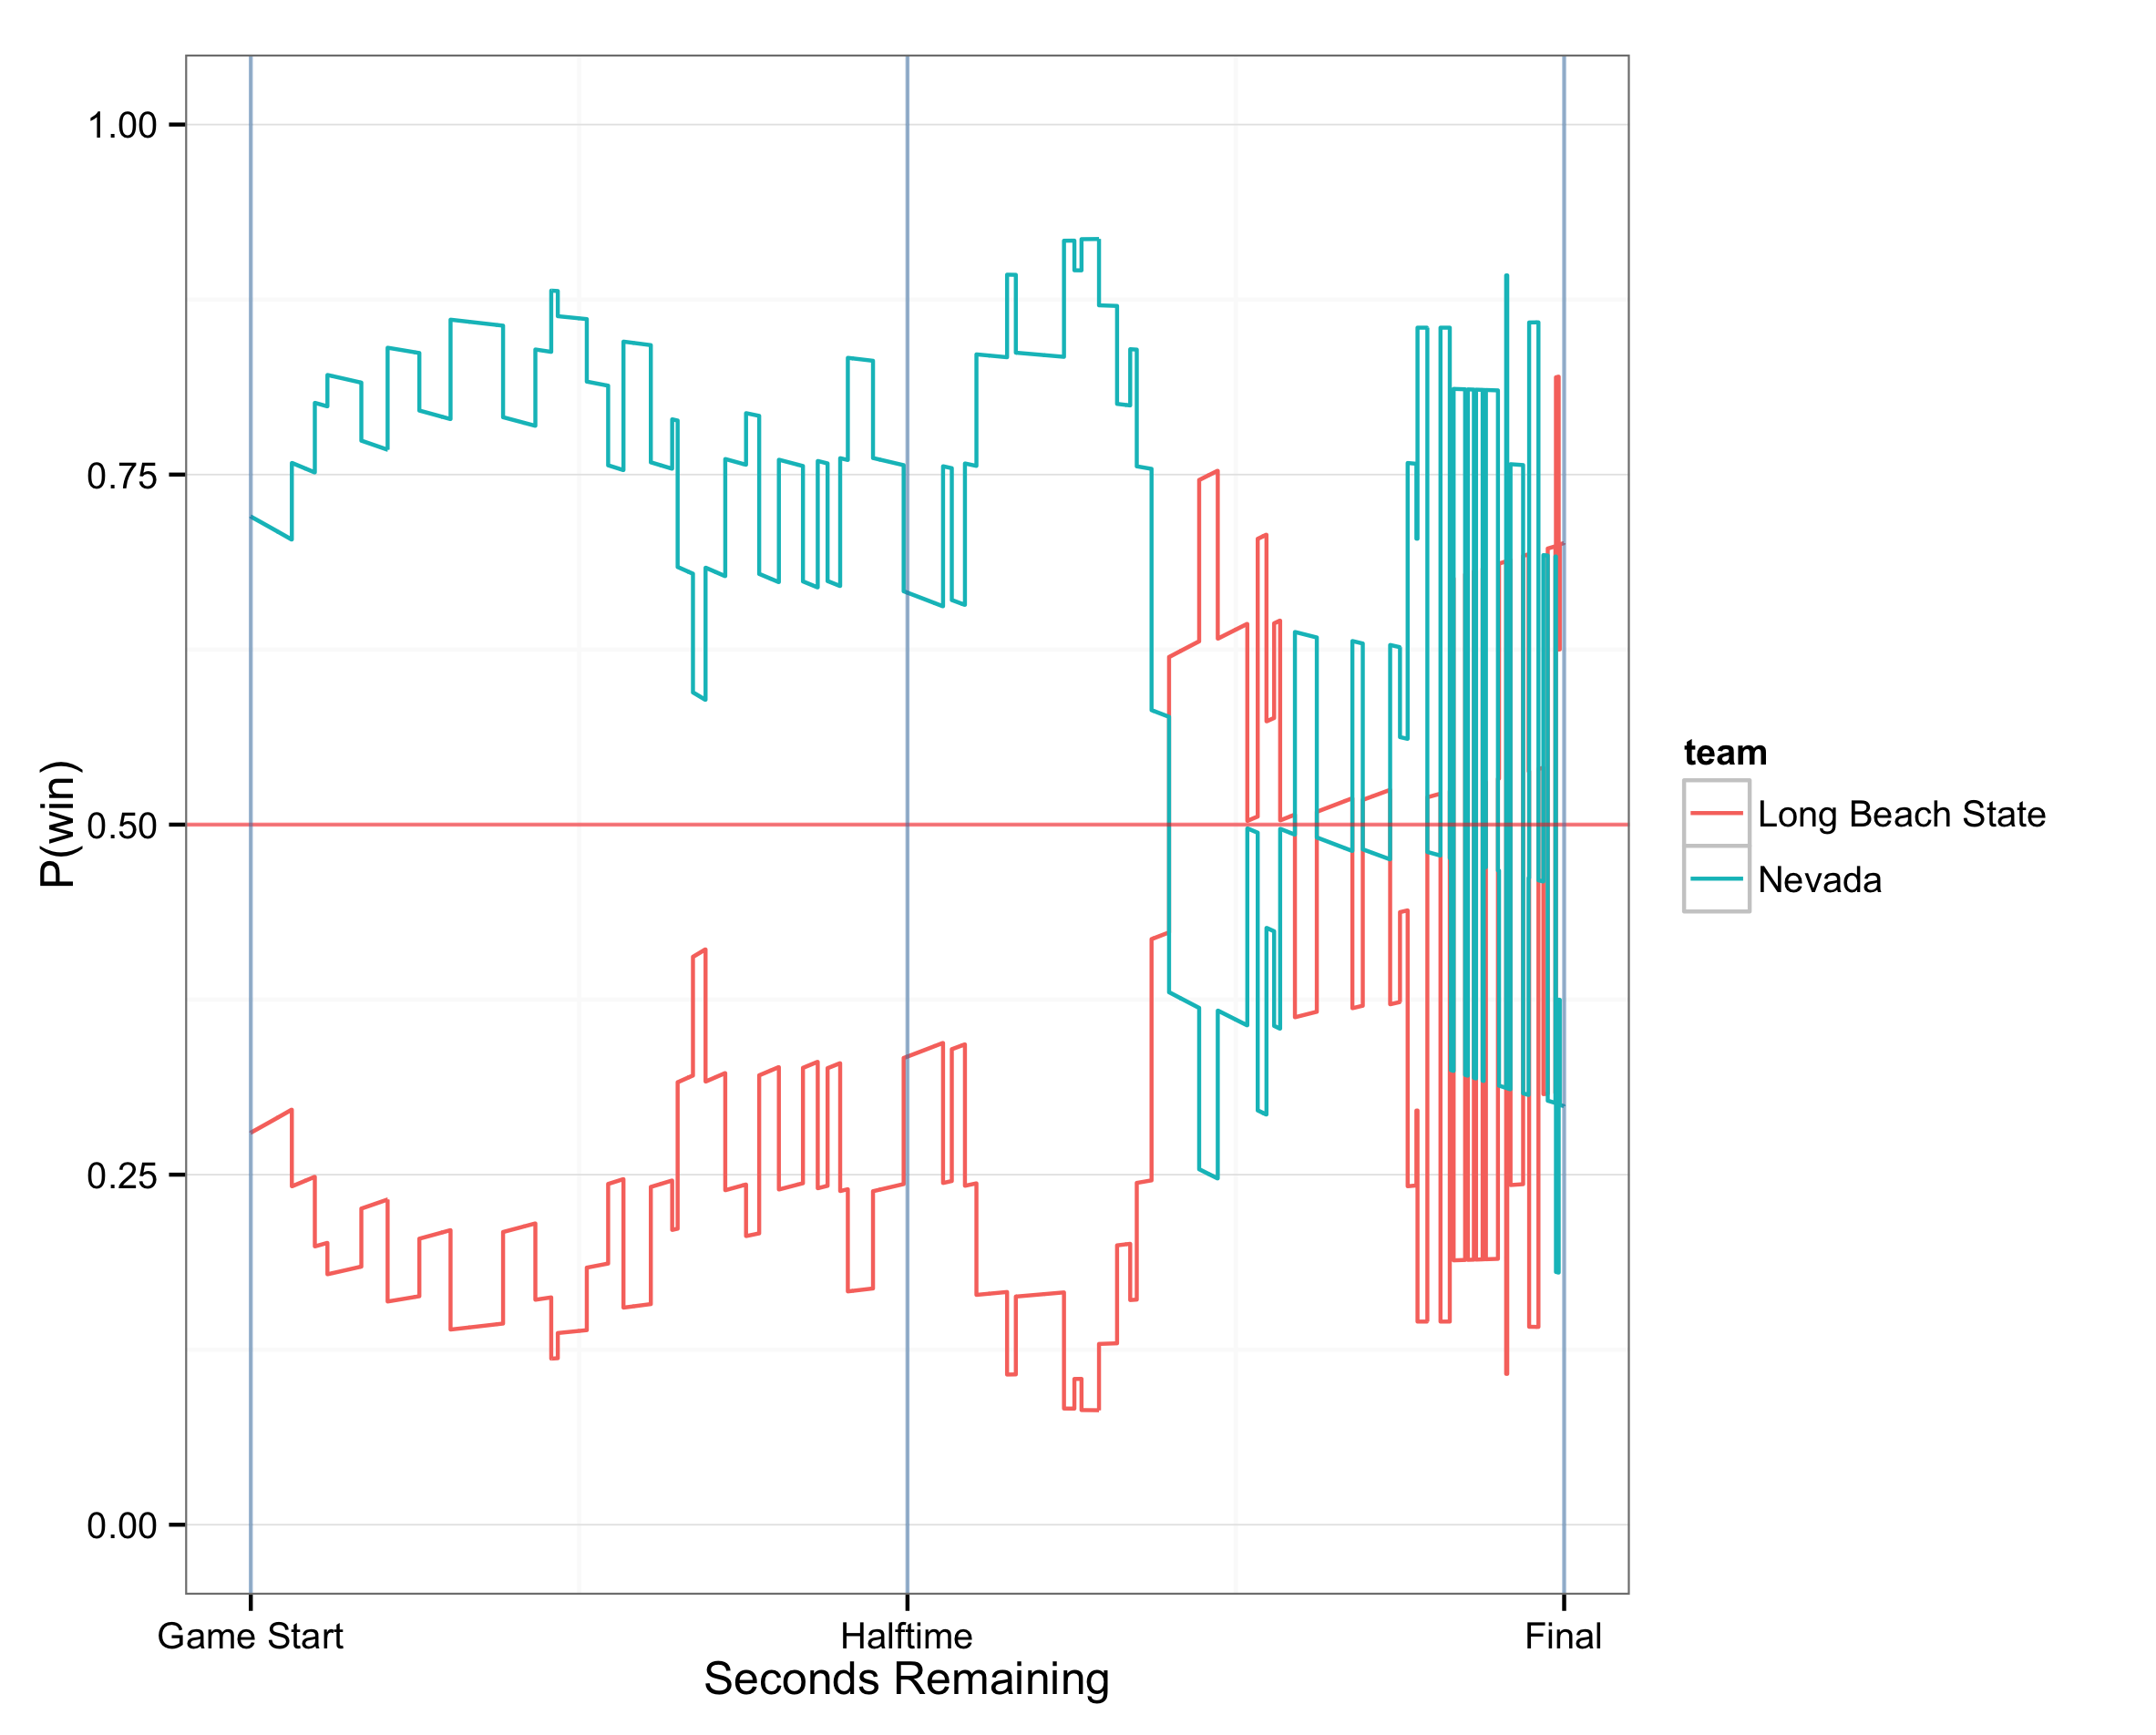 P(win)
1.00
0.75
0.50
0.25
0.00
Game Start
Halftime
Final
Seconds Remaining
team
Long Beach State
Nevada